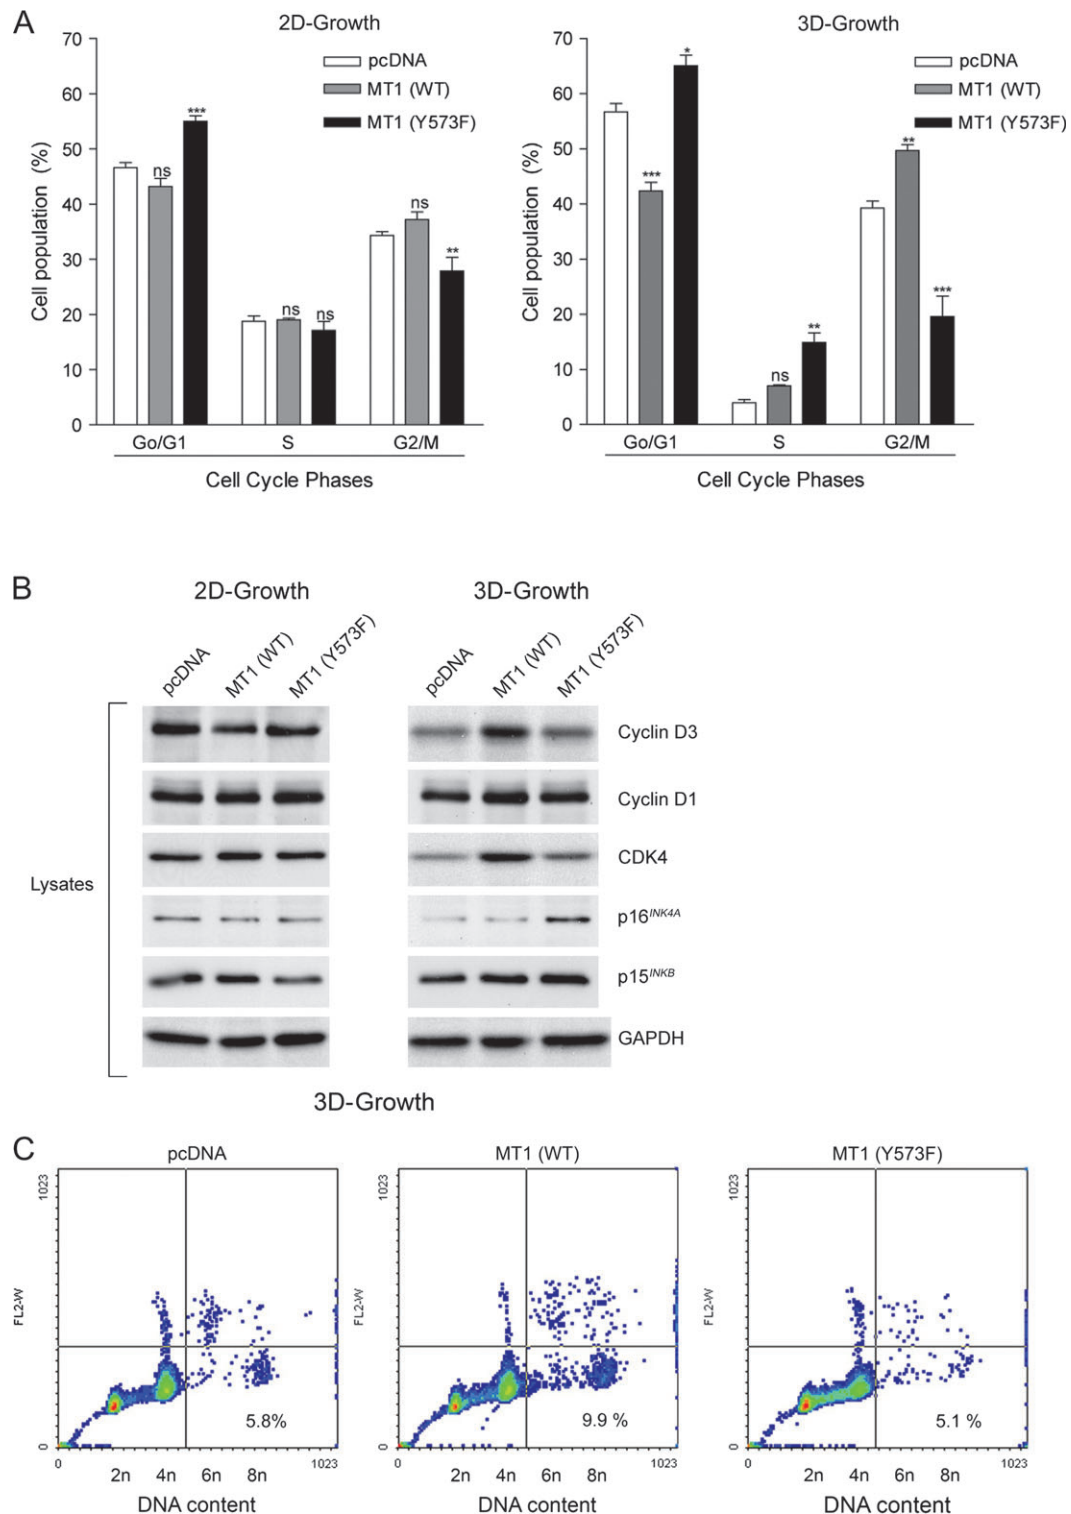 A
2D-Growth
70
60
50
40
30
20
10
0
Cell population (%)
pcDNA
MT1 (WT)
MT1 (Y573F)
ns
***
ns
ns
ns
**
Go/G1
S
G2/M
Cell Cycle Phases
3D-Growth
70
60
50
40
30
20
10
0
Cell population (%)
pcDNA
MT1 (WT)
MT1 (Y573F)
***
*
ns
**
**
***
Go/G1
S
G2/M
Cell Cycle Phases
B
2D-Growth
3D-Growth
pcDNA
MT1 (WT)
MT1 (Y573F)
pcDNA
MT1 (WT)
MT1 (Y573F)
Lysates
Cyclin D3
Cyclin D1
CDK4
p16INK4A
p15INKB
GAPDH
3D-Growth
C
pcDNA
1023
FL2-W
0
5.8%
0
2n
4n
6n
8n
1023
DNA content
MT1 (WT)
1023
FL2-W
0
9.9 %
0
2n
4n
6n
8n
1023
DNA content
MT1 (Y573F)
1023
FL2-W
0
5.1 %
0
2n
4n
6n
8n
1023
DNA content